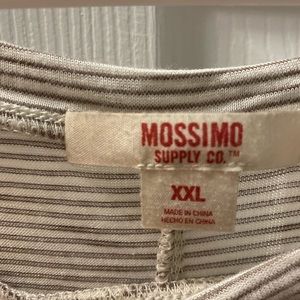 MOSSIMO
SUPPLY CO.™
XXL
MADE IN CHINA
HECHO EN CHINA